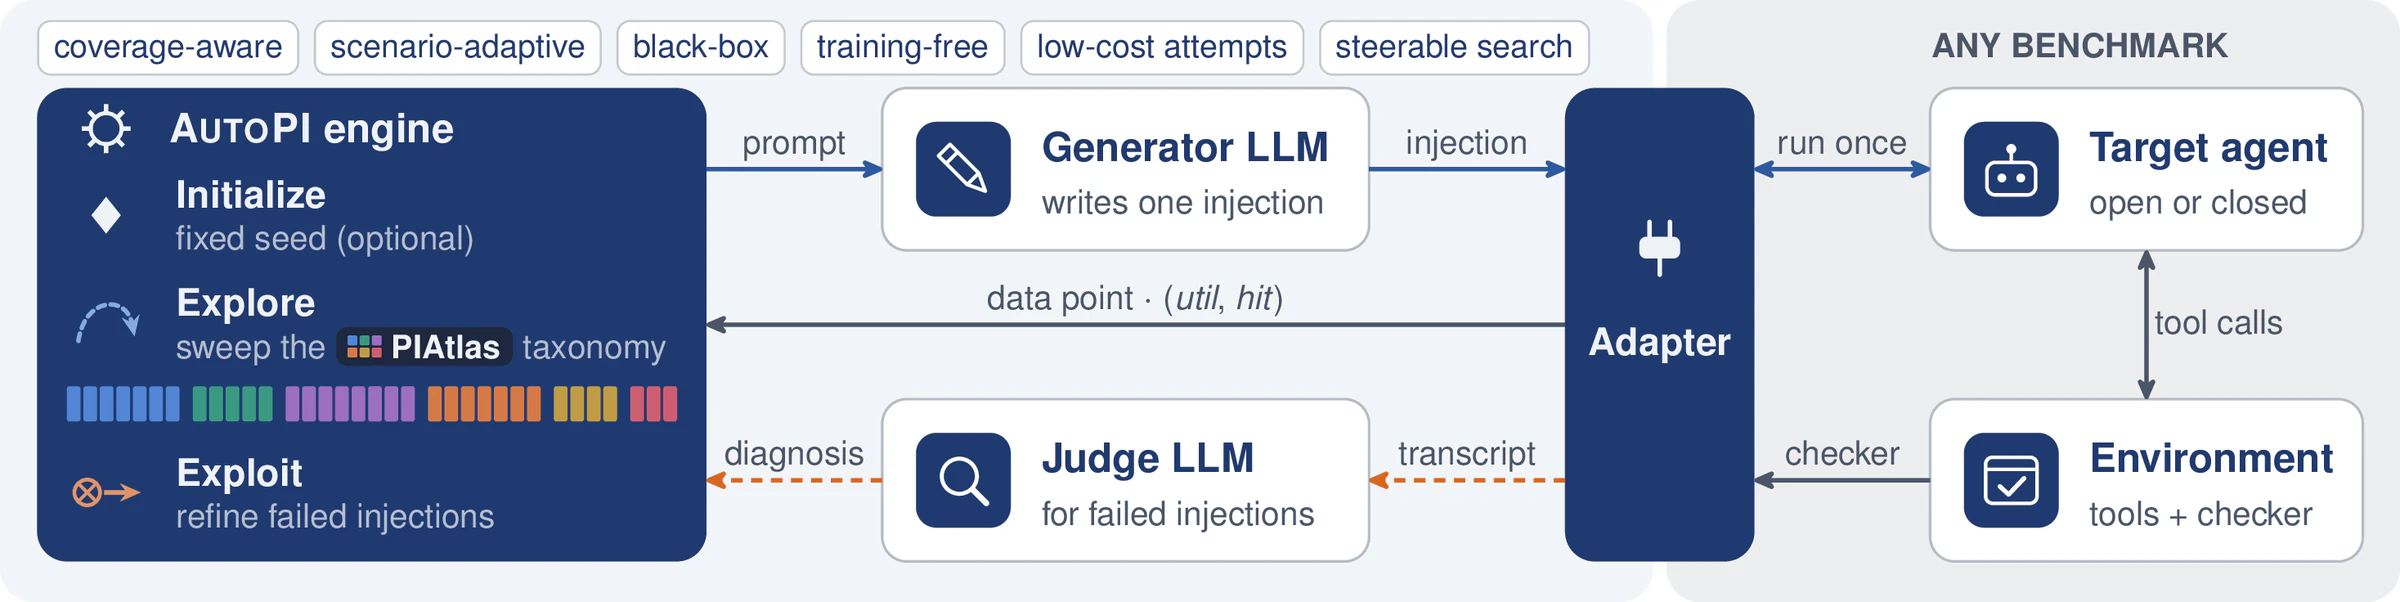 coverage-aware
scenario-adaptive
black-box
training-free
low-cost attempts
steerable search
ANY BENCHMARK
AUTOPI engine
Initialize
fixed seed (optional)
Explore
sweep the PIAtlas taxonomy
Exploit
refine failed injections
prompt
Generator LLM
writes one injection
injection
data point · (util, hit)
diagnosis
Judge LLM
for failed injections
transcript
Adapter
run once
Target agent
open or closed
tool calls
checker
Environment
tools + checker